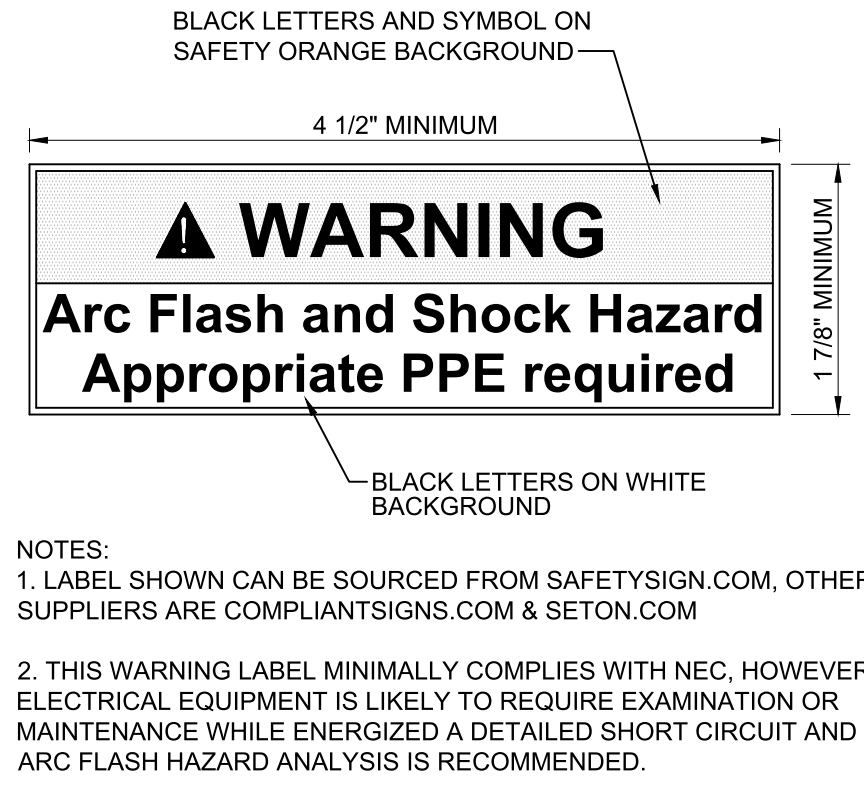 BLACK LETTERS AND SYMBOL ON
SAFETY ORANGE BACKGROUND
4 1/2" MINIMUM
WARNING
Arc Flash and Shock Hazard
Appropriate PPE required
1 7/8" MINIMUM
BLACK LETTERS ON WHITE
BACKGROUND
NOTES:
1. LABEL SHOWN CAN BE SOURCED FROM SAFETYSIGN.COM, OTHER
SUPPLIERS ARE COMPLIANTSIGNS.COM & SETON.COM
2. THIS WARNING LABEL MINIMALLY COMPLIES WITH NEC, HOWEVER
ELECTRICAL EQUIPMENT IS LIKELY TO REQUIRE EXAMINATION OR
MAINTENANCE WHILE ENERGIZED A DETAILED SHORT CIRCUIT AND
ARC FLASH HAZARD ANALYSIS IS RECOMMENDED.